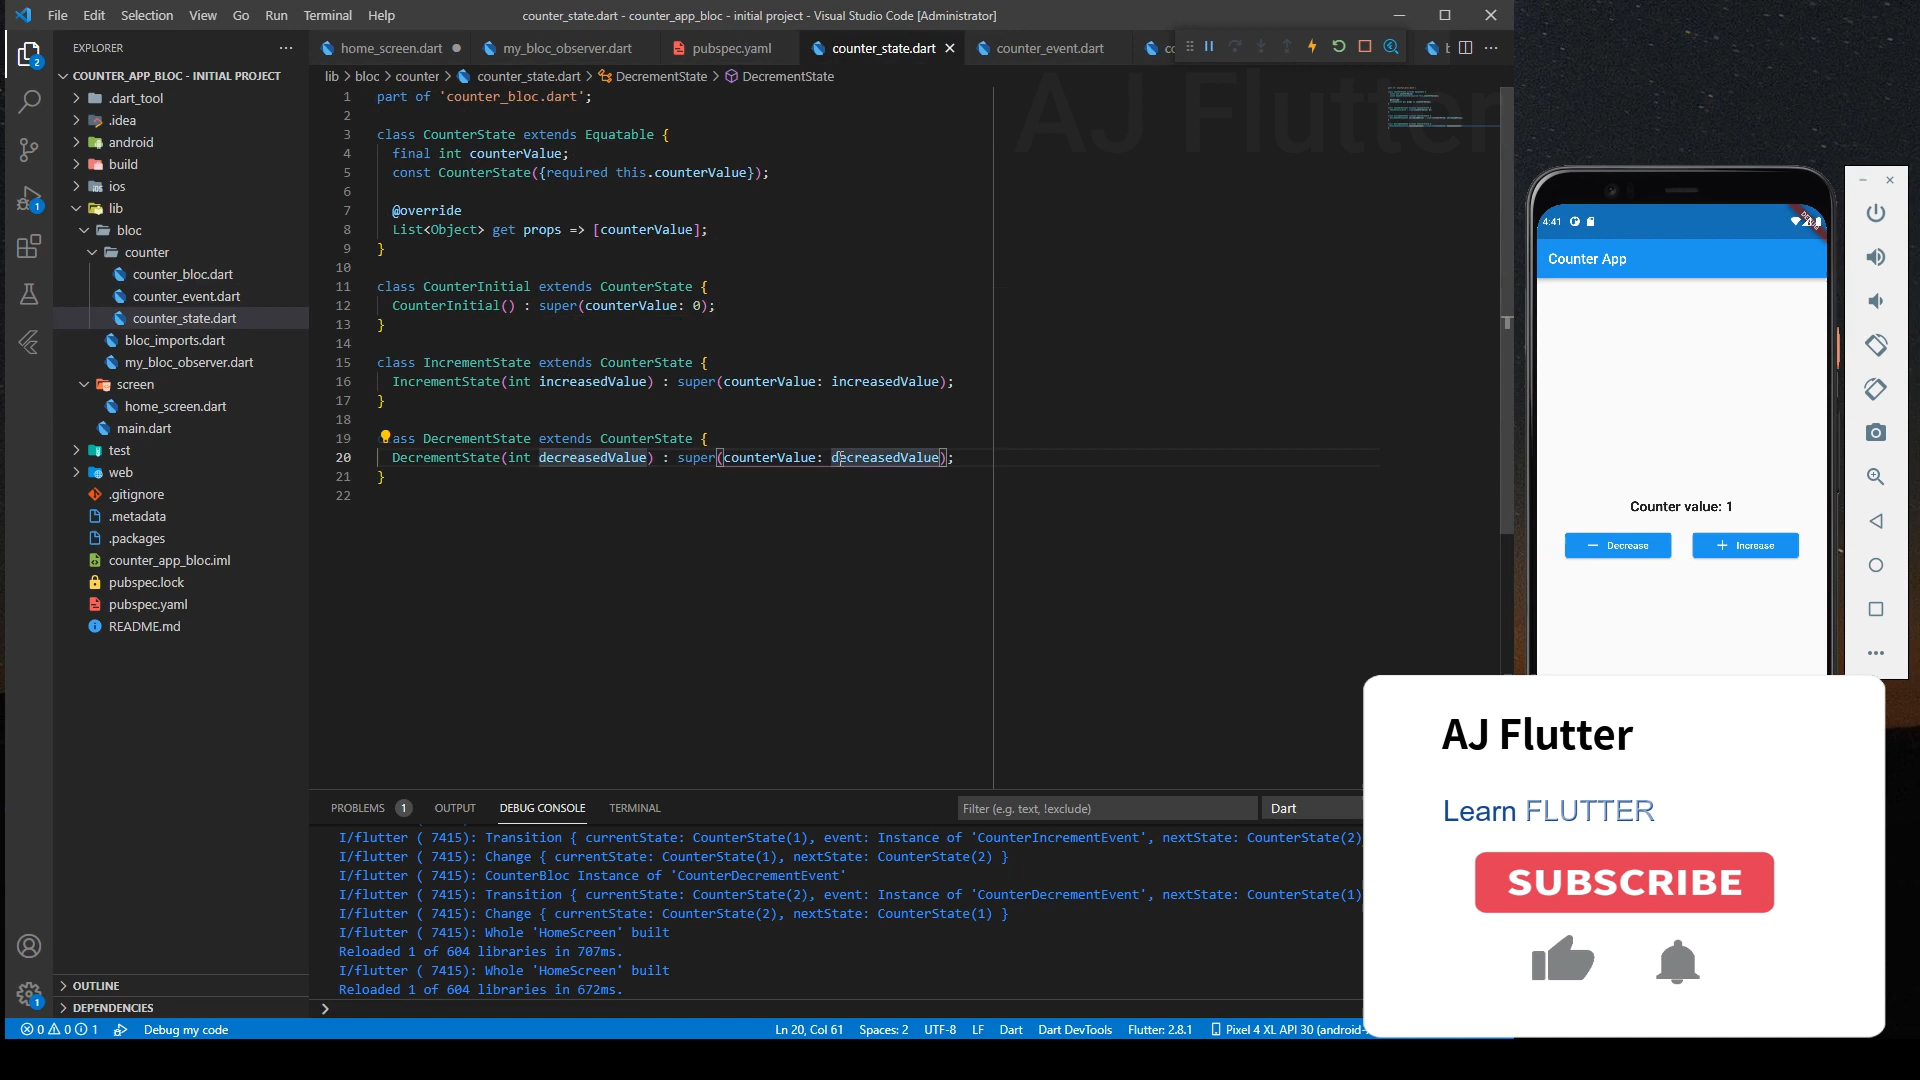 File Edit Selection View Go Run Terminal Help
counter_state.dart - counter_app_bloc - initial project - Visual Studio Code [Administrator]
EXPLORER
home_screen.dart
my_bloc_observer.dart
pubspec.yaml
counter_state.dart
counter_event.dart
COUNTER_APP_BLOC - INITIAL PROJECT
.dart_tool
.idea
android
build
ios
lib
bloc
counter
counter_bloc.dart
counter_event.dart
counter_state.dart
bloc_imports.dart
my_bloc_observer.dart
screen
home_screen.dart
main.dart
test
web
.gitignore
.metadata
.packages
counter_app_bloc.iml
pubspec.lock
pubspec.yaml
README.md
OUTLINE
DEPENDENCIES
lib > bloc > counter > counter_state.dart > DecrementState > DecrementState
AJ Flutter
1 part of 'counter_bloc.dart';
2
3 class CounterState extends Equatable {
4 final int counterValue;
5 const CounterState({required this.counterValue});
6
7 @override
8 List<Object> get props => [counterValue];
9 }
10
11 class CounterInitial extends CounterState {
12 CounterInitial() : super(counterValue: 0);
13 }
14
15 class IncrementState extends CounterState {
16 IncrementState(int increasedValue) : super(counterValue: increasedValue);
17 }
18
19 ass DecrementState extends CounterState {
20 DecrementState(int decreasedValue) : super(counterValue: decreasedValue);
21 }
22
PROBLEMS 1 OUTPUT DEBUG CONSOLE TERMINAL
Filter (e.g. text, !exclude)
Dart
I/flutter ( 7415): Transition { currentState: CounterState(1), event: Instance of 'CounterIncrementEvent', nextState: CounterState(2)
I/flutter ( 7415): Change { currentState: CounterState(1), nextState: CounterState(2) }
I/flutter ( 7415): CounterBloc Instance of 'CounterDecrementEvent'
I/flutter ( 7415): Transition { currentState: CounterState(2), event: Instance of 'CounterDecrementEvent', nextState: CounterState(1)
I/flutter ( 7415): Change { currentState: CounterState(2), nextState: CounterState(1) }
I/flutter ( 7415): Whole 'HomeScreen' built
Reloaded 1 of 604 libraries in 707ms.
I/flutter ( 7415): Whole 'HomeScreen' built
Reloaded 1 of 604 libraries in 672ms.
0 0 1 Debug my code
Ln 20, Col 61 Spaces: 2 UTF-8 LF Dart Dart DevTools Flutter: 2.8.1 Pixel 4 XL API 30 (android-
4:41
Counter App
Counter value: 1
Decrease
Increase
AJ Flutter
Learn FLUTTER
SUBSCRIBE